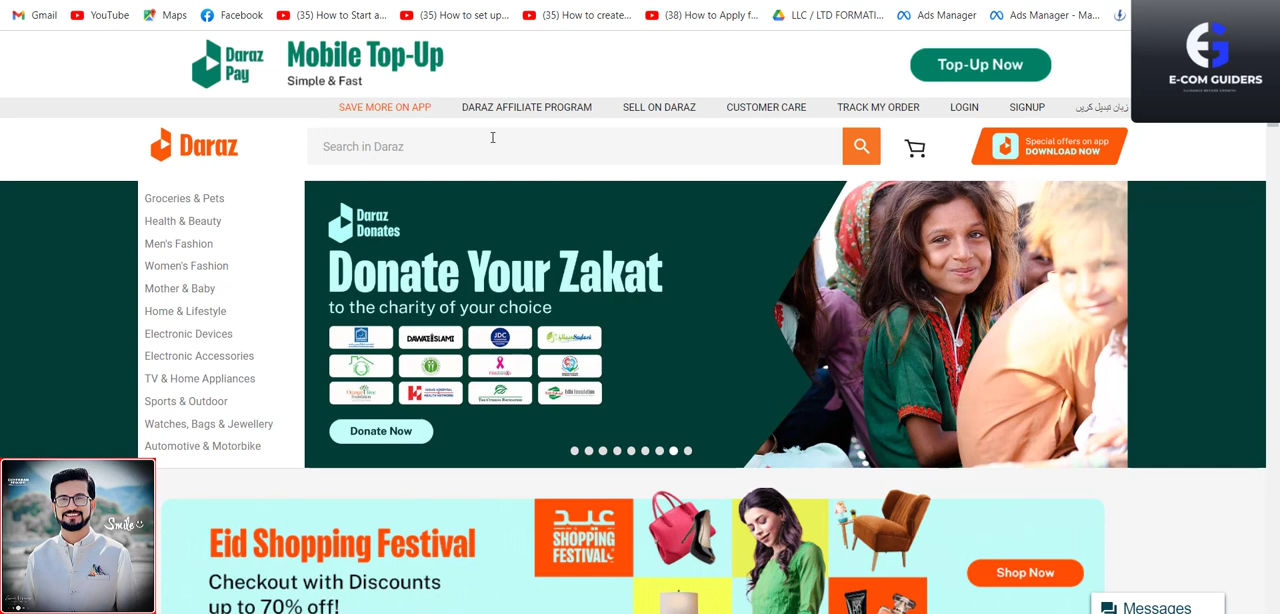 Gmail
YouTube
Maps
Facebook
(35) How to Start a...
(35) How to set up...
(35) How to create...
(38) How to Apply f...
LLC / LTD FORMATI...
Ads Manager
Ads Manager - Ma...
Daraz
Pay
Mobile Top-Up
Simple & Fast
Top-Up Now
E-COM GUIDERS
SAVE MORE ON APP
DARAZ AFFILIATE PROGRAM
SELL ON DARAZ
CUSTOMER CARE
TRACK MY ORDER
LOGIN
SIGNUP
زبان تبدیل کریں
Daraz
Search in Daraz
Special offers on app
DOWNLOAD NOW
Groceries & Pets
Health & Beauty
Men's Fashion
Women's Fashion
Mother & Baby
Home & Lifestyle
Electronic Devices
Electronic Accessories
TV & Home Appliances
Sports & Outdoor
Watches, Bags & Jewellery
Automotive & Motorbike
Daraz
Donates
Donate Your Zakat
to the charity of your choice
DAWATEISLAMI
JDC
Donate Now
Smile
Eid Shopping Festival
Checkout with Discounts
up to 70% off!
عید
SHOPPING
FESTIVAL
Shop Now
Messages